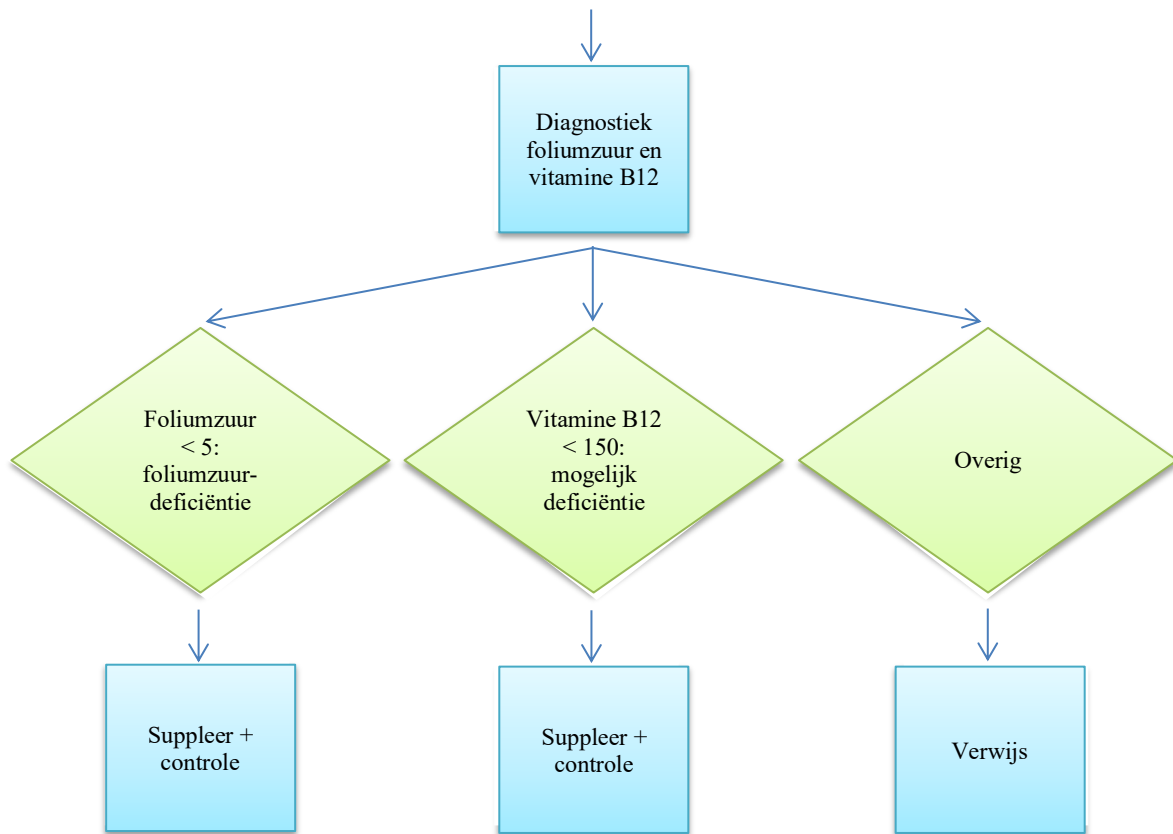 Diagnostiek
foliumzuur en
vitamine B12
Foliumzuur
< 5:
foliumzuur-
deficiëntie
Vitamine B12
< 150:
mogelijk
deficiëntie
Overig
Suppleer +
controle
Suppleer +
controle
Verwijs